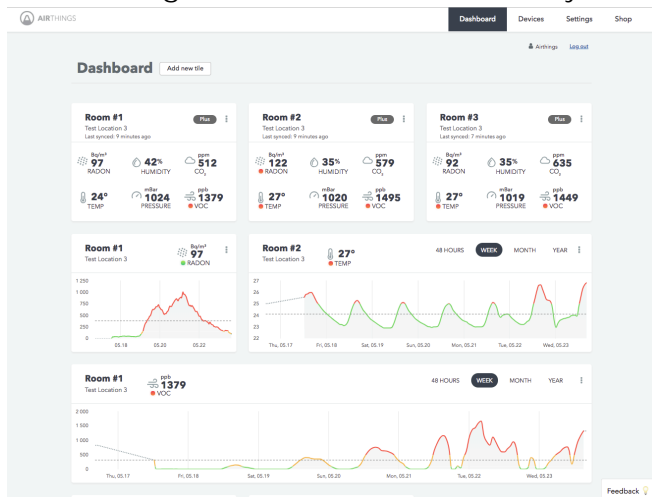 AIRTHINGS
Dashboard Devices Settings Shop
Airthings Log out
Dashboard Add new tile
Room #1 Plus
Test Location 3
Last synced: 9 minutes ago
Bq/m³ 97 RADON
42% HUMIDITY
ppm 512 CO₂
24° TEMP
mBar 1024 PRESSURE
ppb 1379 VOC
Room #2 Plus
Test Location 3
Last synced: 9 minutes ago
Bq/m³ 122 RADON
35% HUMIDITY
ppm 579 CO₂
27° TEMP
mBar 1020 PRESSURE
ppb 1495 VOC
Room #3 Plus
Test Location 3
Last synced: 7 minutes ago
Bq/m³ 92 RADON
35% HUMIDITY
ppm 635 CO₂
27° TEMP
mBar 1019 PRESSURE
ppb 1449 VOC
Room #1
Test Location 3
Bq/m³ 97 RADON
1 250
1 000
750
500
250
0
05.18 05.20 05.22
Room #2
Test Location 3
27° TEMP
48 HOURS WEEK MONTH YEAR
27
26
25
24
23
22
Thu, 05.17 Fri, 05.18 Sat, 05.19 Sun, 05.20 Mon, 05.21 Tue, 05.22 Wed, 05.23
Room #1
Test Location 3
ppb 1379 VOC
48 HOURS WEEK MONTH YEAR
2 000
1 500
1 000
500
0
Thu, 05.17 Fri, 05.18 Sat, 05.19 Sun, 05.20 Mon, 05.21 Tue, 05.22 Wed, 05.23
Feedback